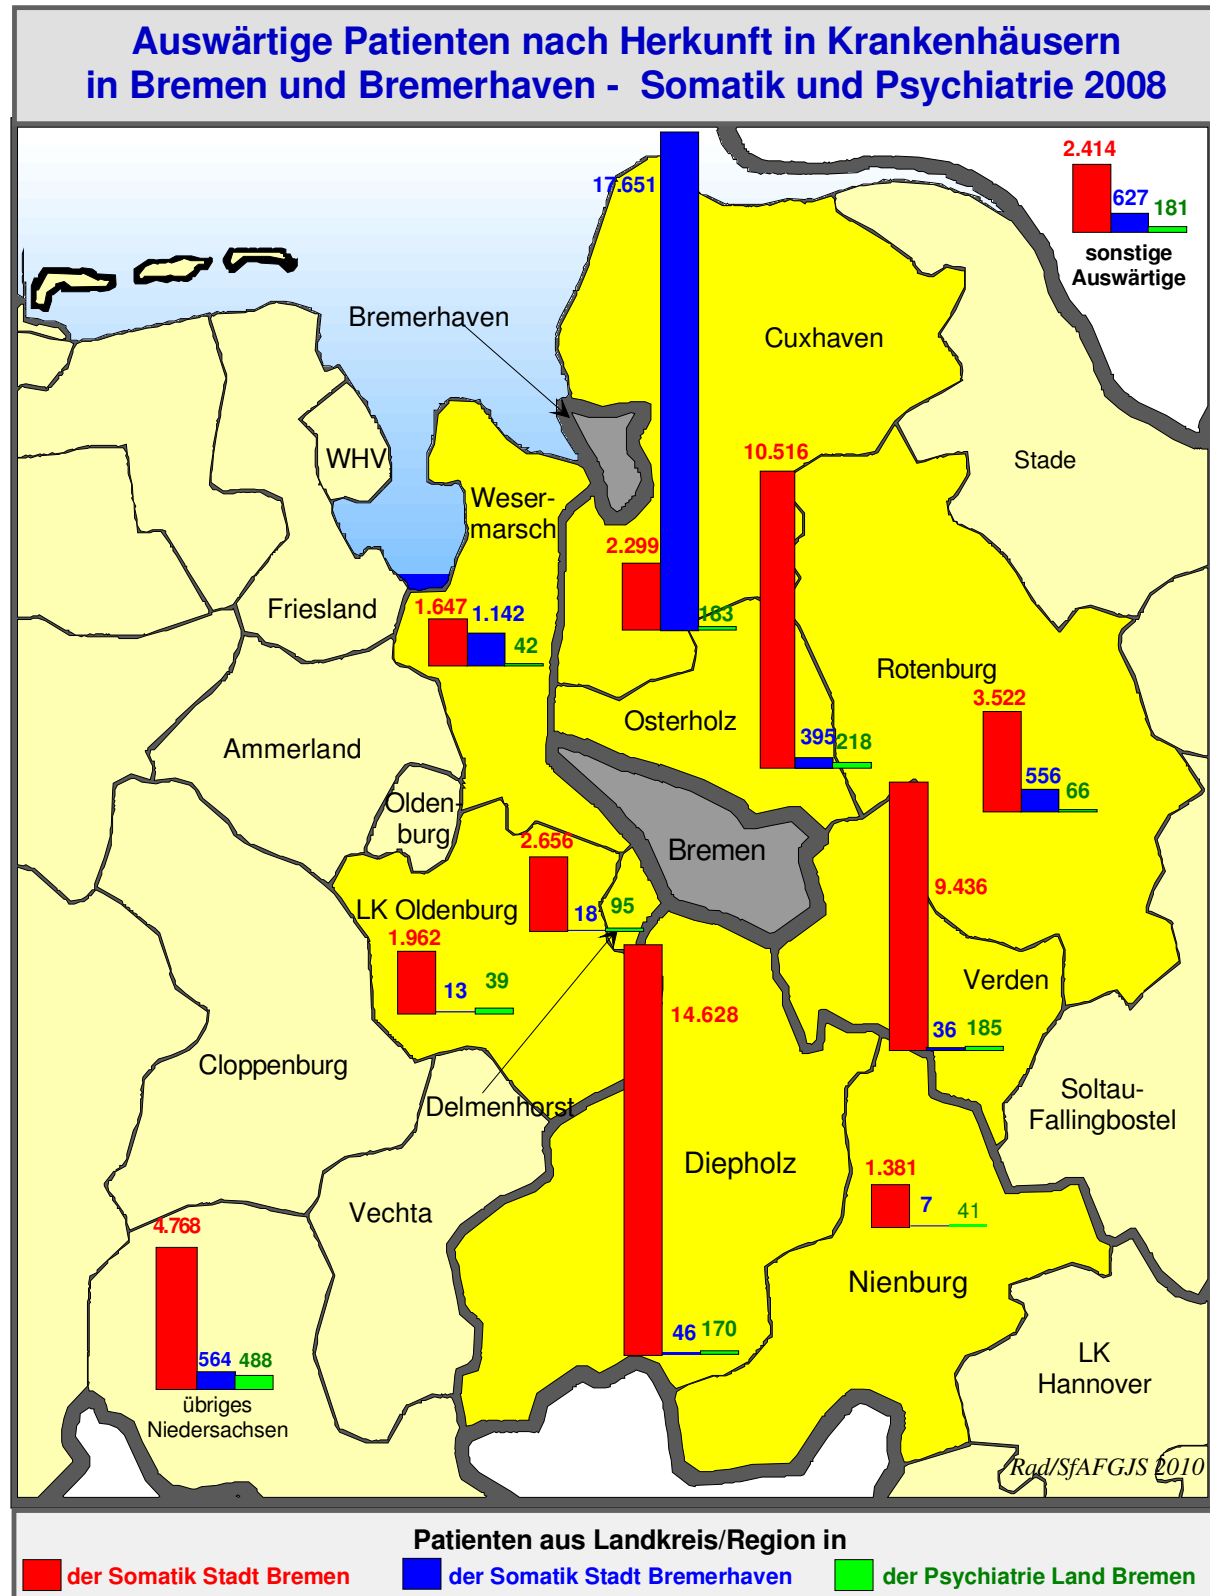 Auswärtige Patienten nach Herkunft in Krankenhäusern
in Bremen und Bremerhaven - Somatik und Psychiatrie 2008
2.414
627
181
sonstige
Auswärtige
17.651
Bremerhaven
Cuxhaven
WHV
10.516
Stade
Weser-
marsch
2.299
183
Friesland
1.647
1.142
42
Rotenburg
3.522
Osterholz
Ammerland
395
218
556
66
Olden-
burg
2.656
Bremen
9.436
LK Oldenburg
18
95
1.962
13
39
Verden
14.628
36
185
Cloppenburg
Delmenhorst
Soltau-
Fallingbostel
Diepholz
1.381
7
41
Vechta
4.768
Nienburg
46
170
564
488
LK
Hannover
übriges
Niedersachsen
Rad/SfAFGJS 2010
Patienten aus Landkreis/Region in
der Somatik Stadt Bremen
der Somatik Stadt Bremerhaven
der Psychiatrie Land Bremen